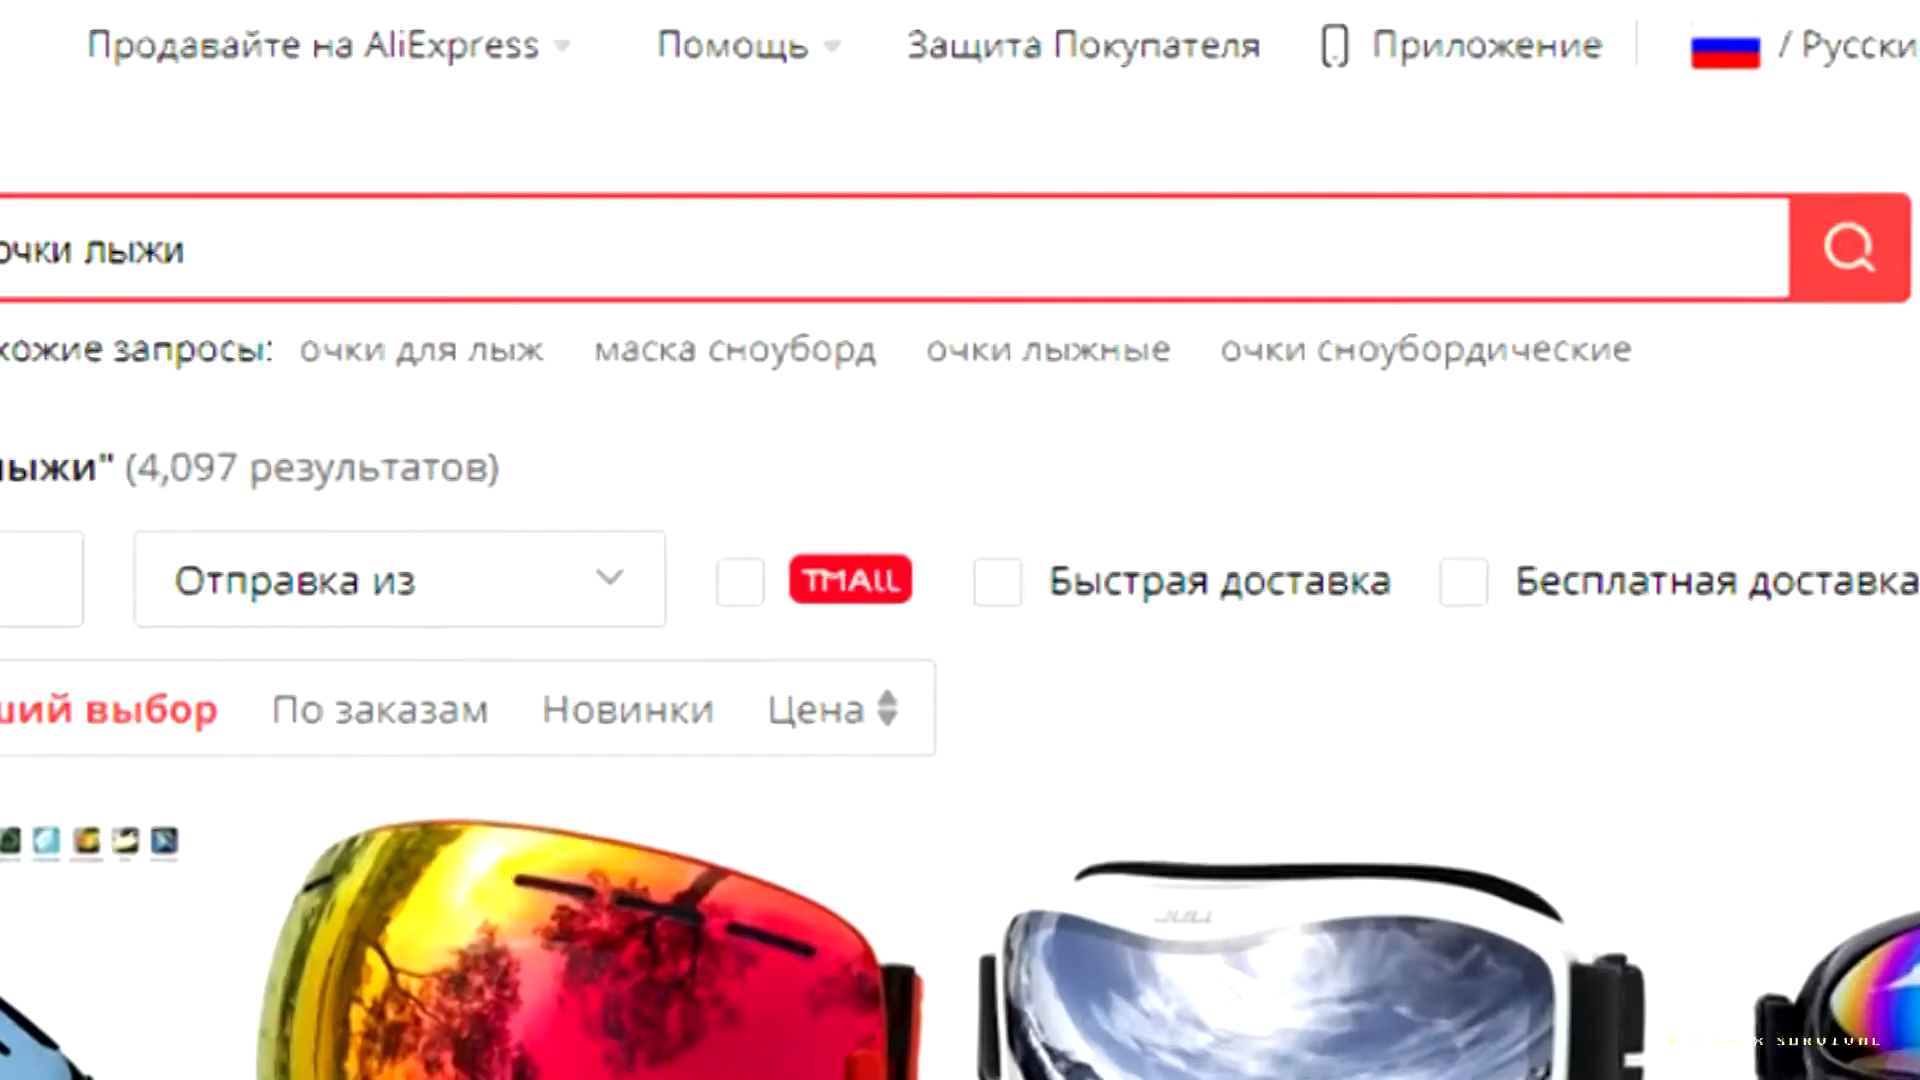 Продавайте на AliExpress Помощь Защита Покупателя Приложение / Русски
очки лыжи
хожие запросы: очки для лыж маска сноуборд очки лыжные очки сноубордические
лыжи" (4,097 результатов)
Отправка из TMALL Быстрая доставка Бесплатная доставка
ший выбор По заказам Новинки Цена
SURVIVAL